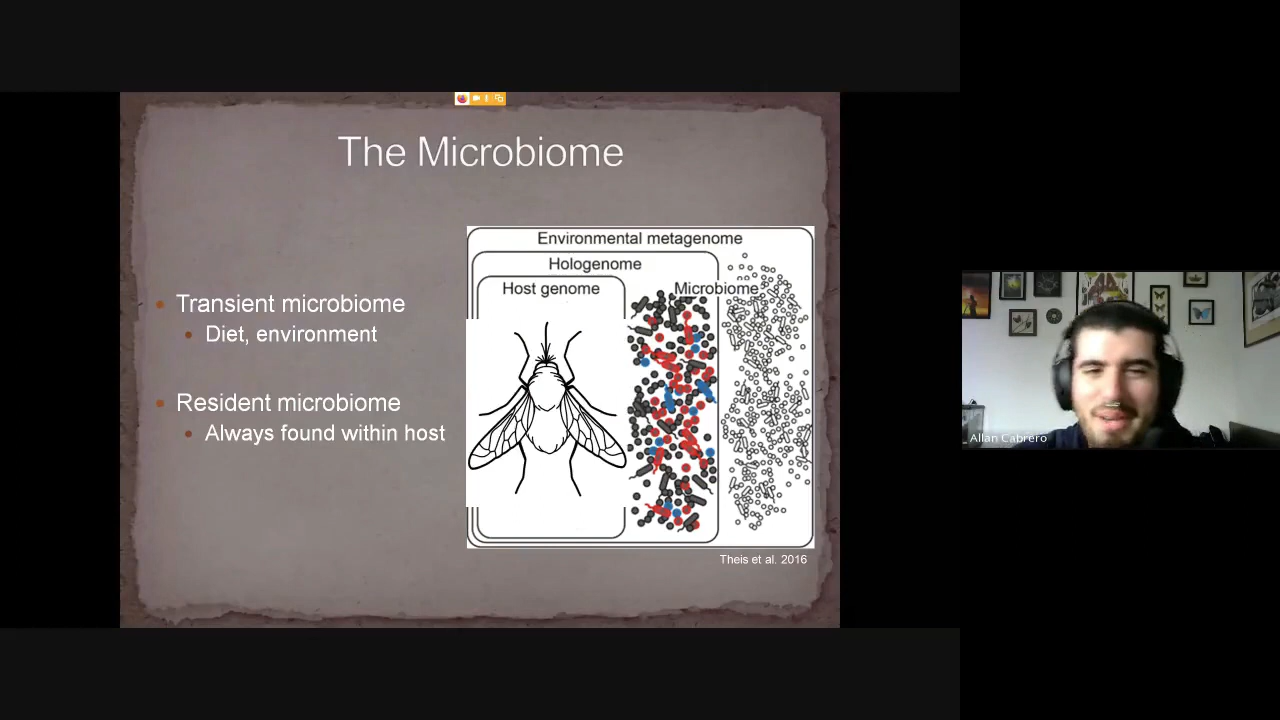 The Microbiome
Transient microbiome
Diet, environment
Resident microbiome
Always found within host
Environmental metagenome
Hologenome
Host genome
Microbiome
Theis et al. 2016
Allan Cabrero